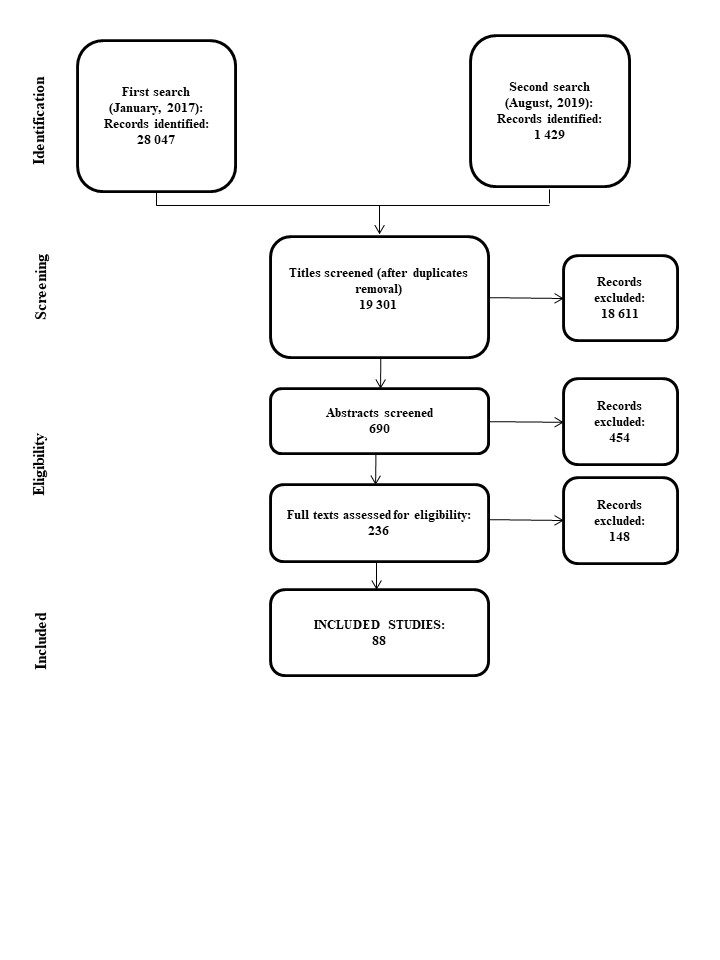 Identification
First search
(January, 2017):
Records identified:
28 047
Second search
(August, 2019):
Records identified:
1 429
Screening
Titles screened (after duplicates
removal)
19 301
Records
excluded:
18 611
Eligibility
Abstracts screened
690
Records
excluded:
454
Full texts assessed for eligibility:
236
Records
excluded:
148
Included
INCLUDED STUDIES:
88